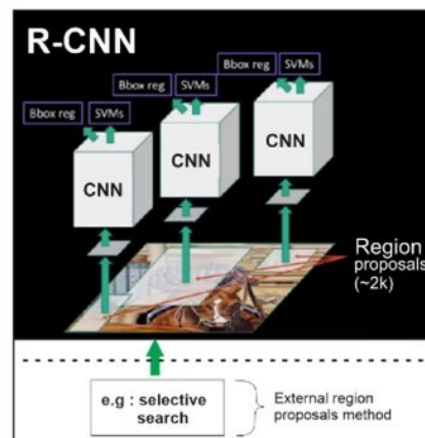 R-CNN
Bbox reg SVMs
Bbox reg SVMs
Bbox reg SVMs
CNN
CNN
CNN
Region
proposals
(~2k)
e.g : selective
search
External region
proposals method